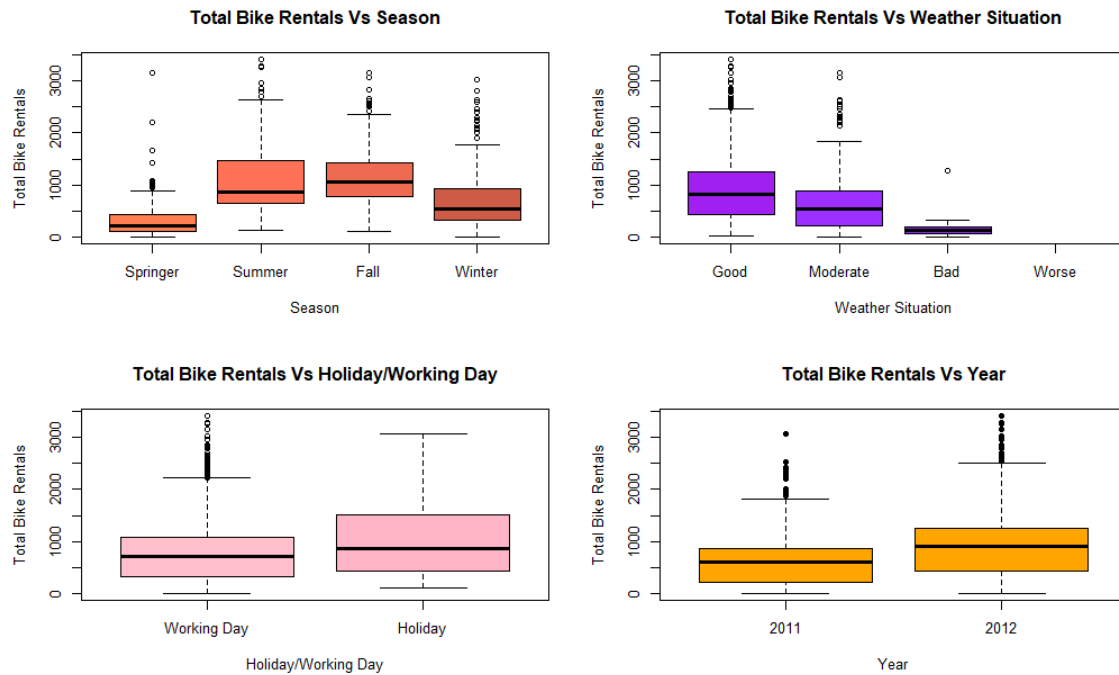 Total Bike Rentals Vs Season
Total Bike Rentals
0
1000
2000
3000
Springer
Summer
Fall
Winter
Season
Total Bike Rentals Vs Weather Situation
Total Bike Rentals
0
1000
2000
3000
Good
Moderate
Bad
Worse
Weather Situation
Total Bike Rentals Vs Holiday/Working Day
Total Bike Rentals
0
1000
2000
3000
Working Day
Holiday
Holiday/Working Day
Total Bike Rentals Vs Year
Total Bike Rentals
0
1000
2000
3000
2011
2012
Year